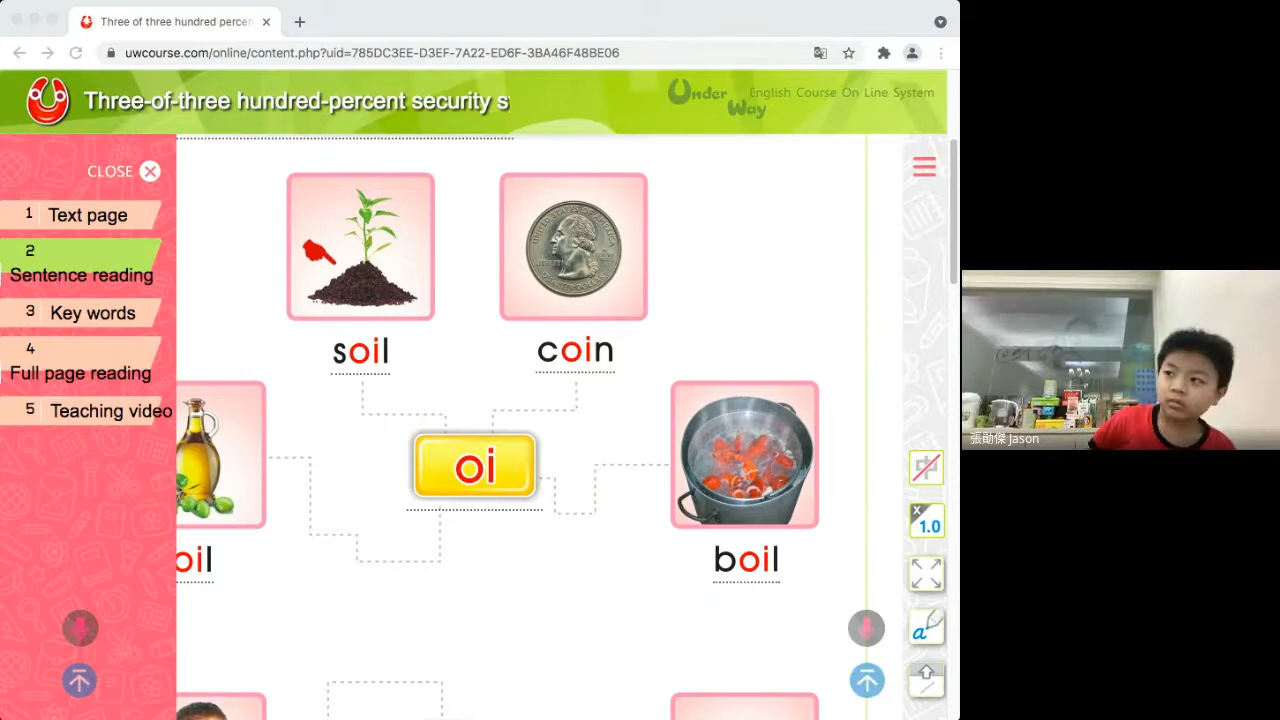 Three of three hundred percen
uwcourse.com/online/content.php?uid=785DC3EE-D3EF-7A22-ED6F-3BA46F48BE06
Three-of-three hundred-percent security s
Under Way
English Course On Line System
CLOSE
1 Text page
2
Sentence reading
3 Key words
4
Full page reading
5 Teaching video
soil
coin
oi
oil
boil
中
x 1.0
a
張勛傑 Jason